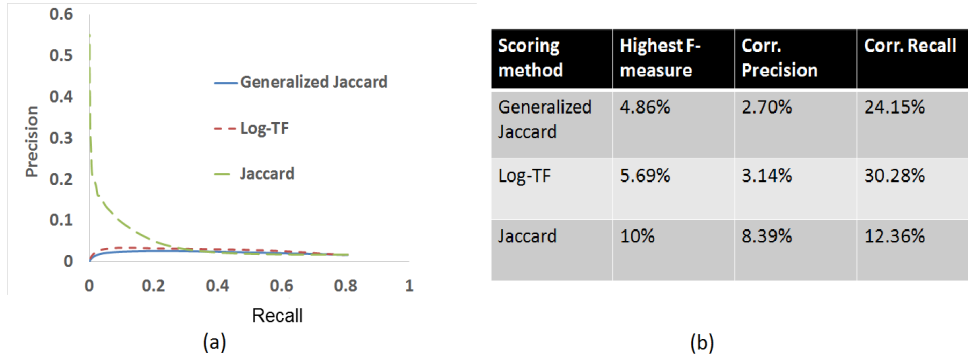 0.6
0.5
0.4
0.3
0.2
0.1
0
Precision
Generalized Jaccard
Log-TF
Jaccard
0 0.2 0.4 0.6 0.8 1
Recall
(a)
Scoring method Highest F-measure Corr. Precision Corr. Recall
Generalized Jaccard 4.86% 2.70% 24.15%
Log-TF 5.69% 3.14% 30.28%
Jaccard 10% 8.39% 12.36%
(b)